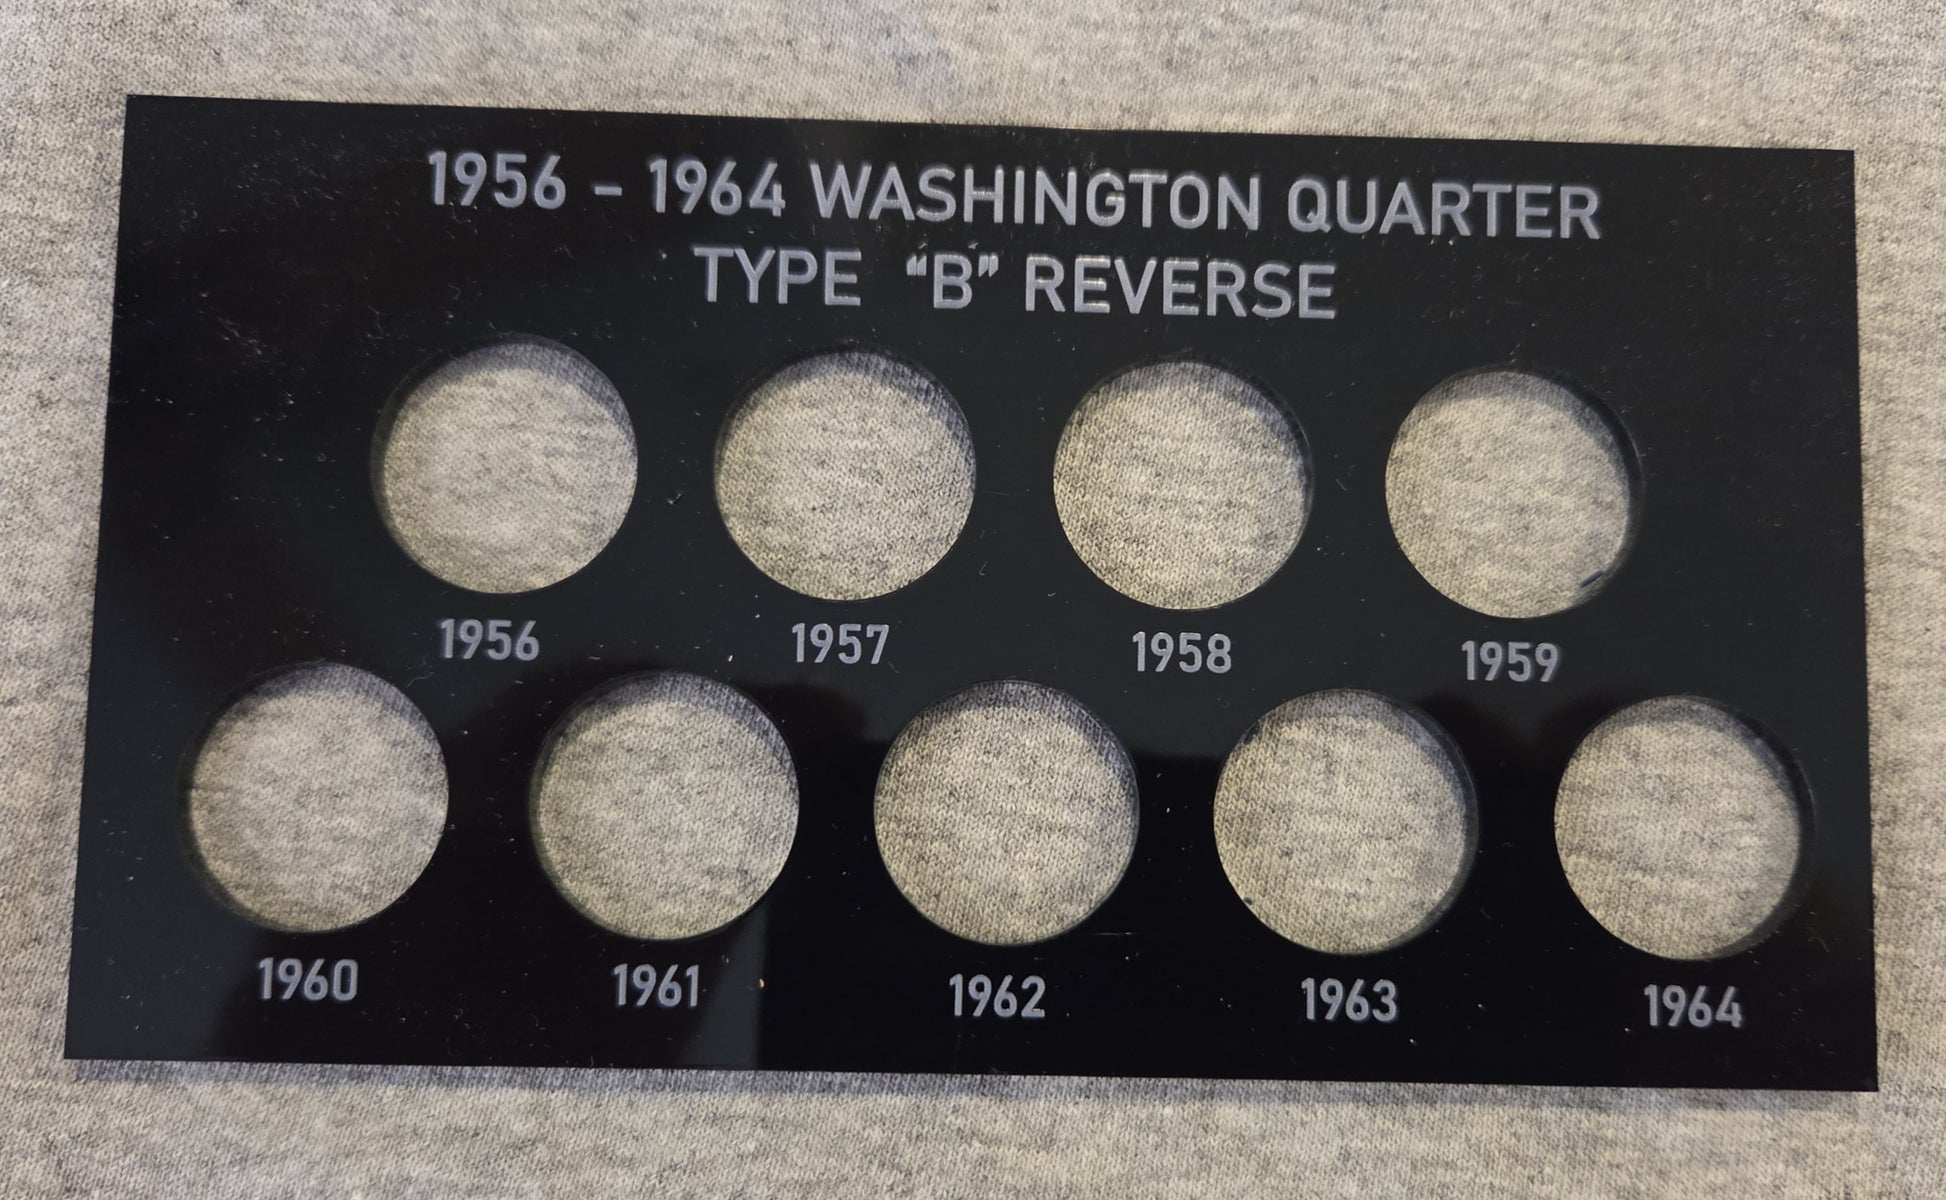 1956 - 1964 WASHINGTON QUARTER
TYPE “B” REVERSE
1956 1957 1958 1959
1960 1961 1962 1963 1964